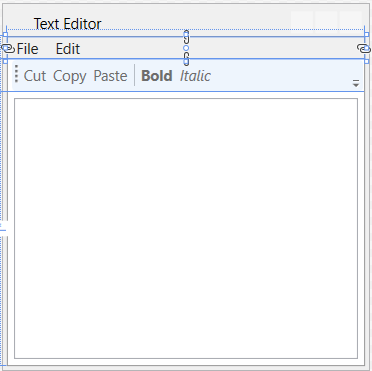 Text Editor
File Edit
Cut Copy Paste Bold Italic